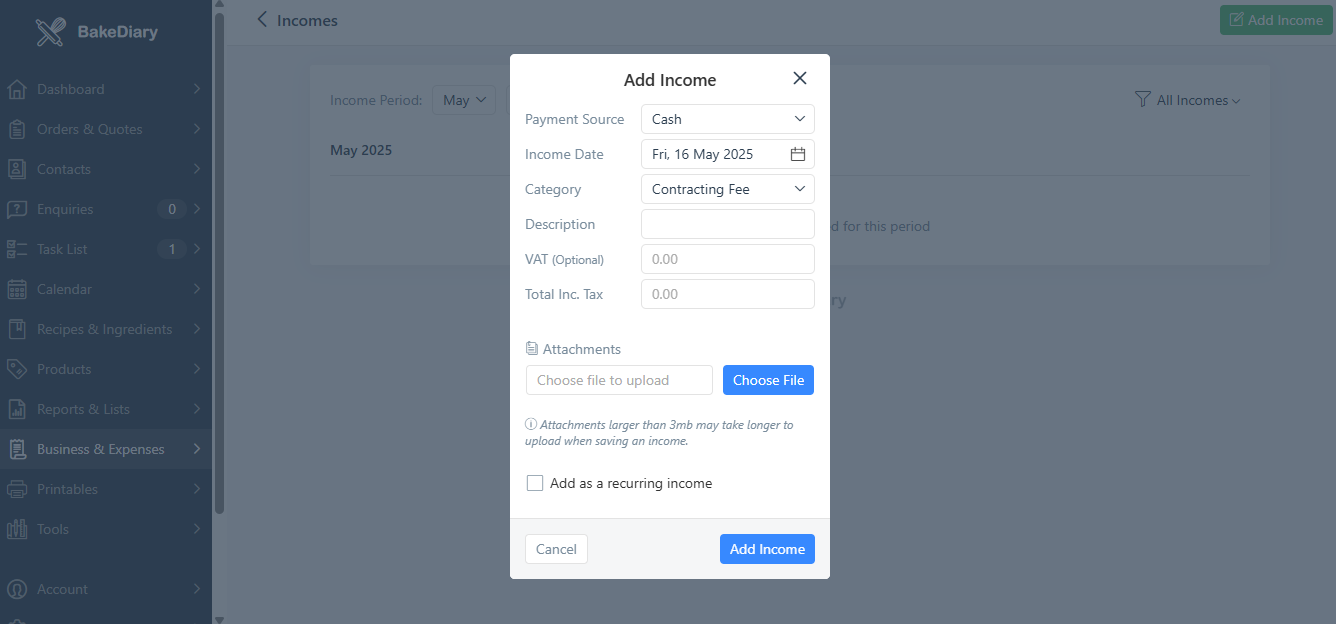 BakeDiary
Dashboard
Orders & Quotes
Contacts
Enquiries 0
Task List 1
Calendar
Recipes & Ingredients
Products
Reports & Lists
Business & Expenses
Printables
Tools
Account
Incomes
Add Income
Income Period: May
All Incomes
May 2025
d for this period
ry
Add Income
Payment Source Cash
Income Date Fri, 16 May 2025
Category Contracting Fee
Description
VAT (Optional) 0.00
Total Inc. Tax 0.00
Attachments
Choose file to upload Choose File
Attachments larger than 3mb may take longer to
upload when saving an income.
Add as a recurring income
Cancel Add Income